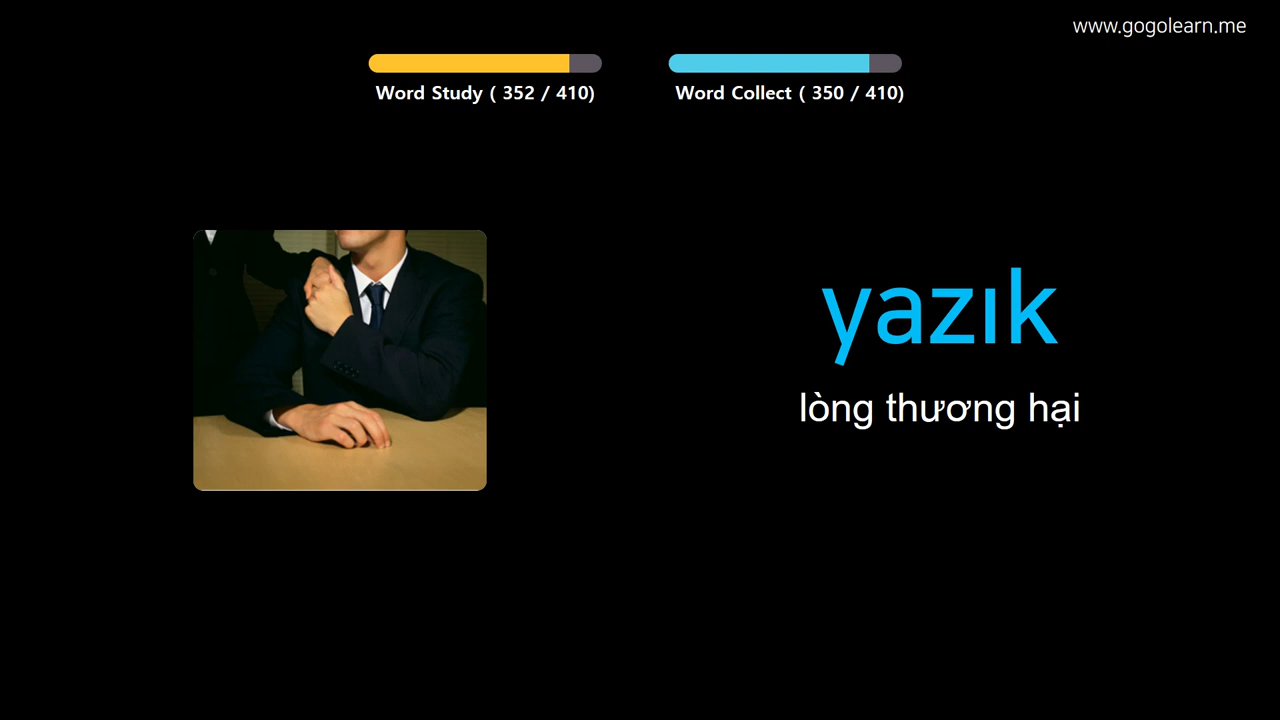 www.gogolearn.me
Word Study ( 352 / 410)
Word Collect ( 350 / 410)
yazık
lòng thương hại